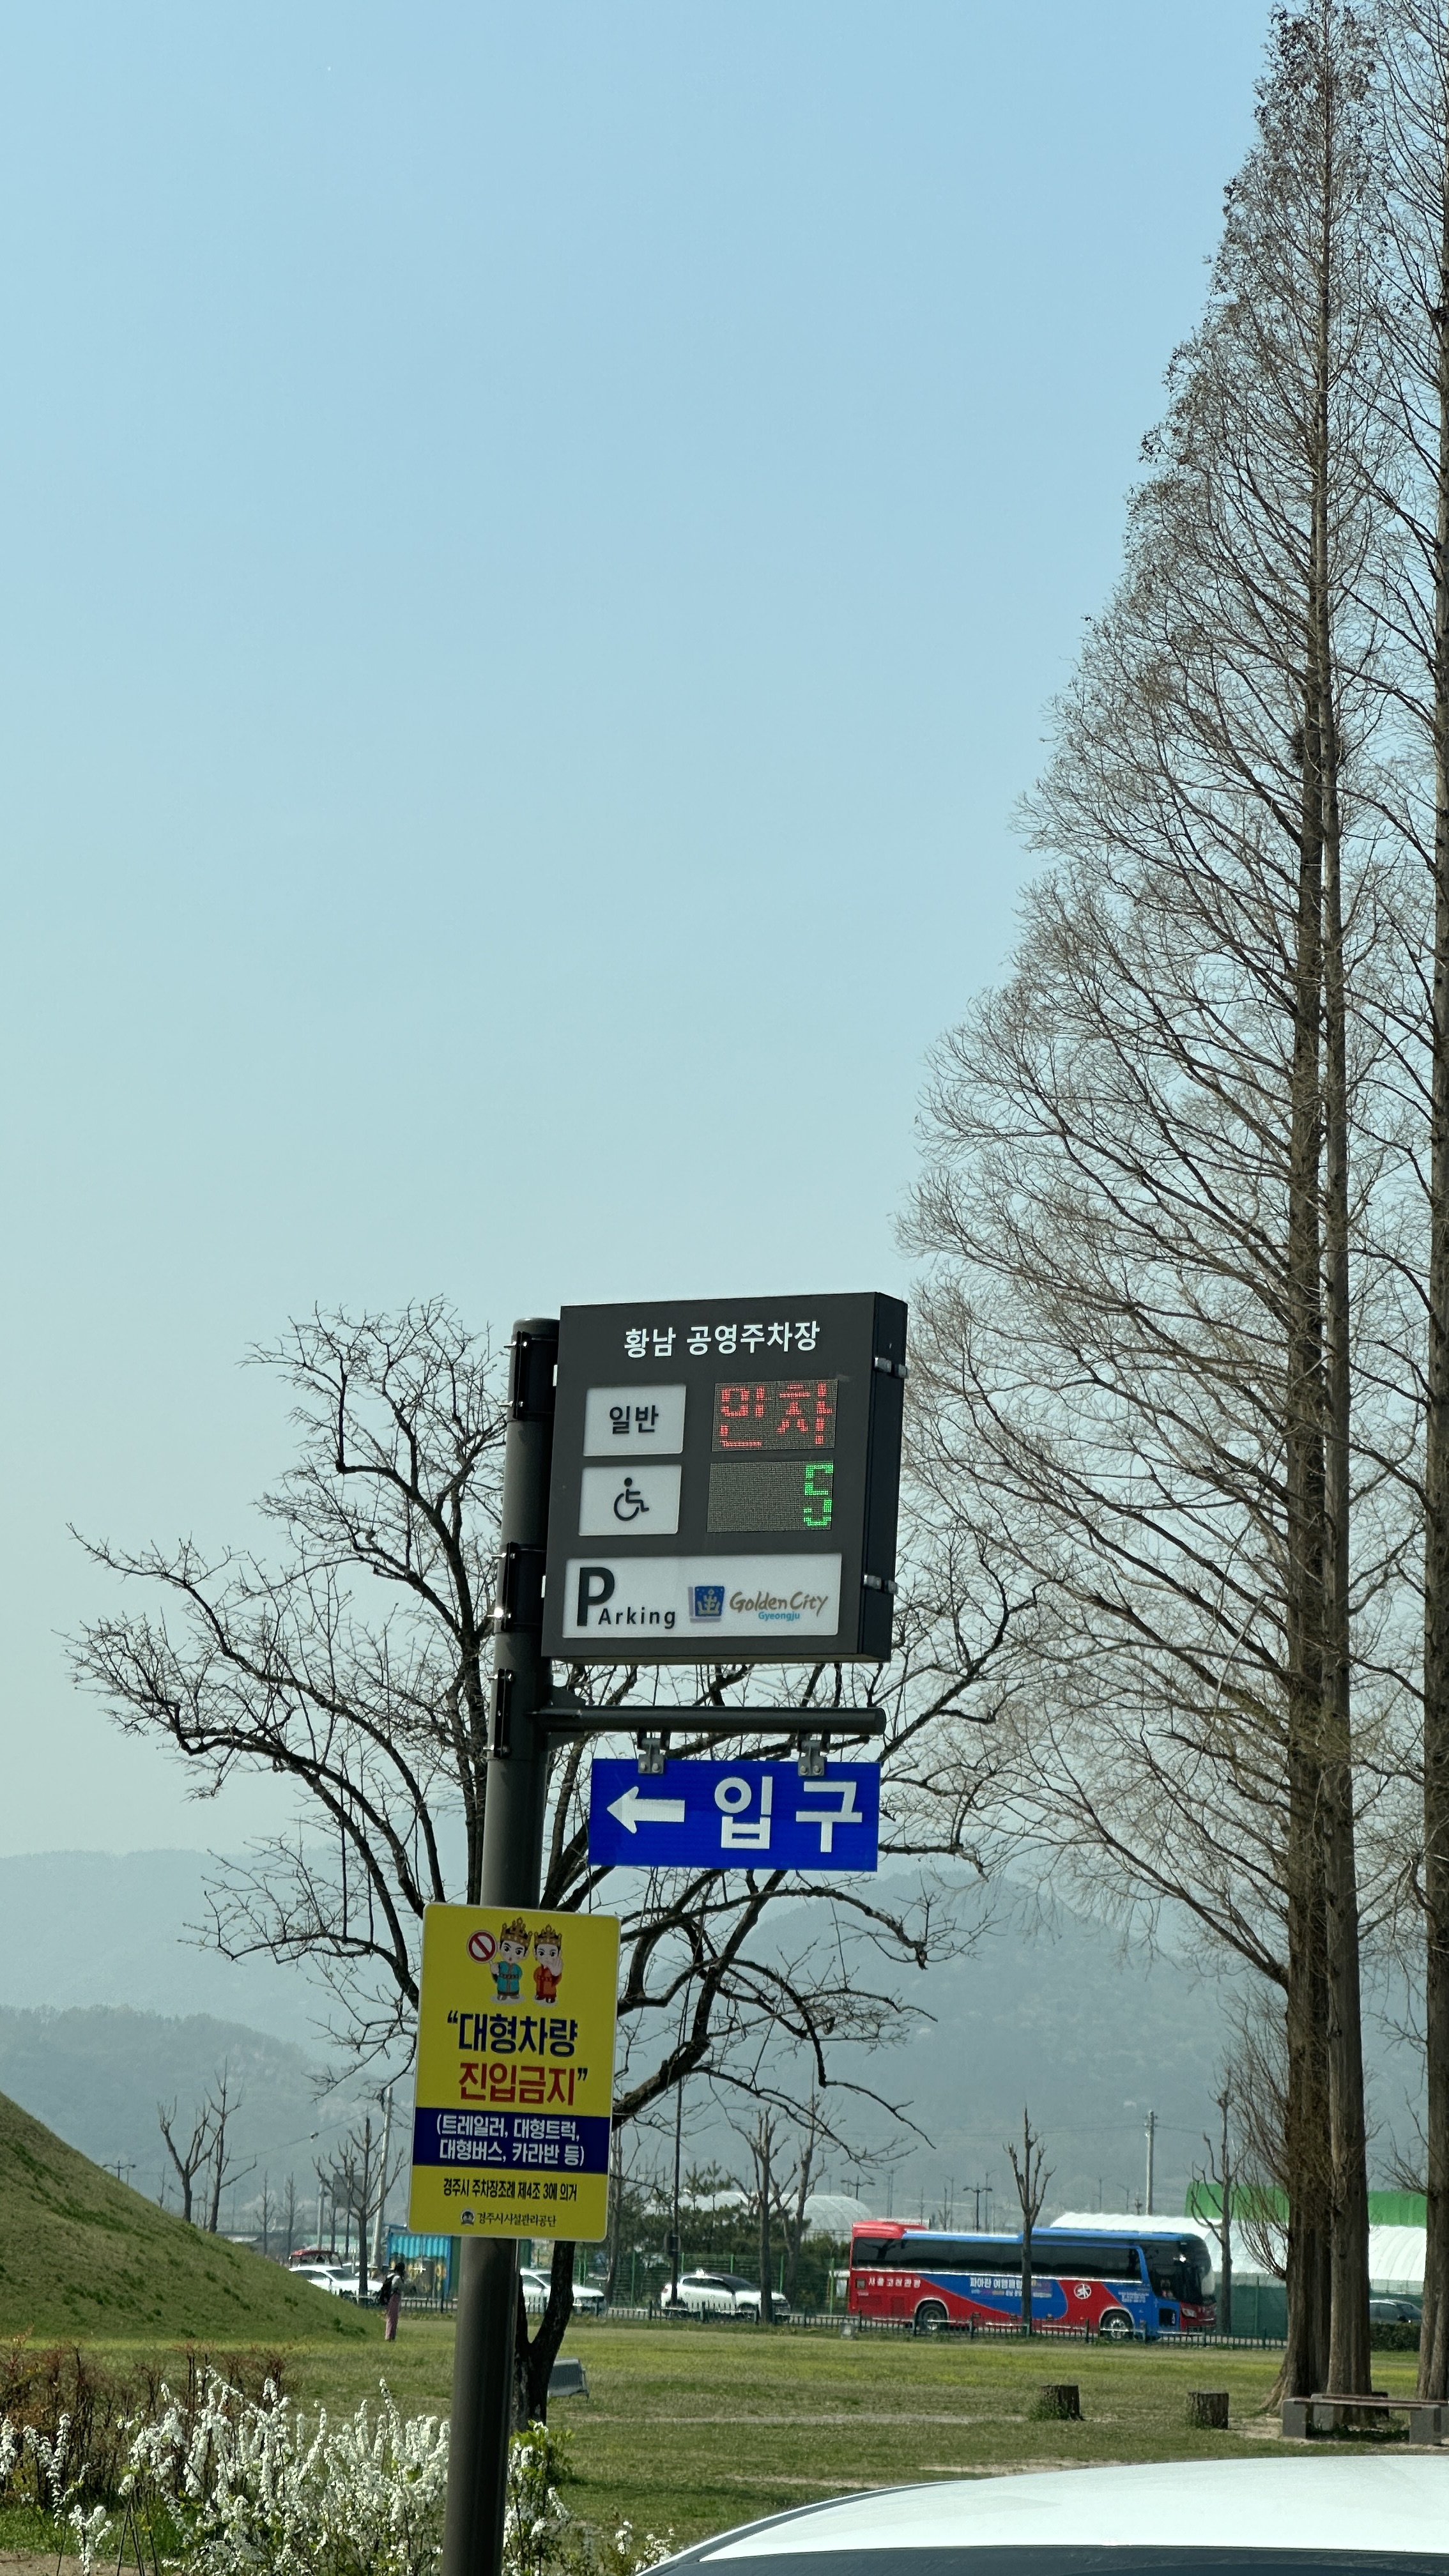 황남 공영주차장
일반 만차
5
PArking Golden City
Gyeongju
← 입구
“대형차량
진입금지”
(트레일러, 대형트럭,
대형버스, 카라반 등)
경주시 주차장조례 제4조 3에 의거
경주시시설관리공단